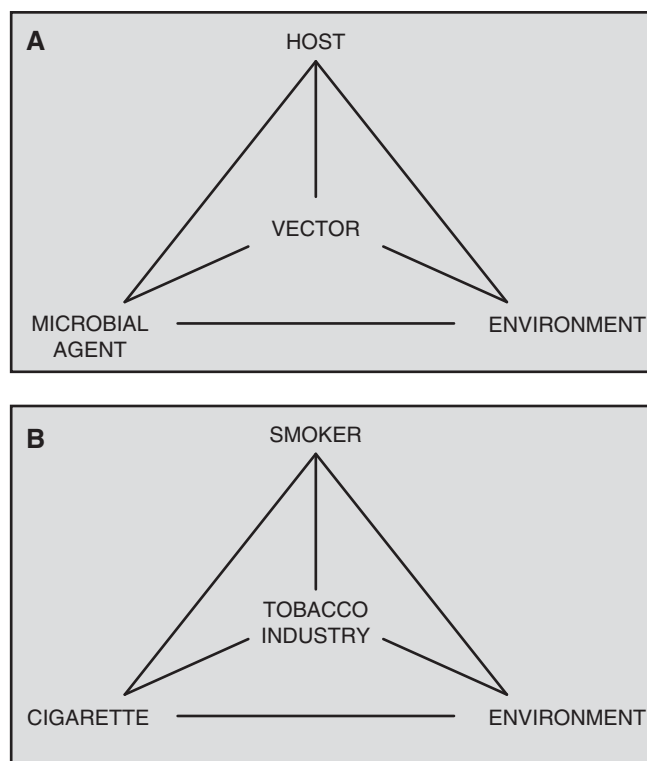 A
HOST
VECTOR
MICROBIAL
AGENT
ENVIRONMENT
B
SMOKER
TOBACCO
INDUSTRY
CIGARETTE
ENVIRONMENT